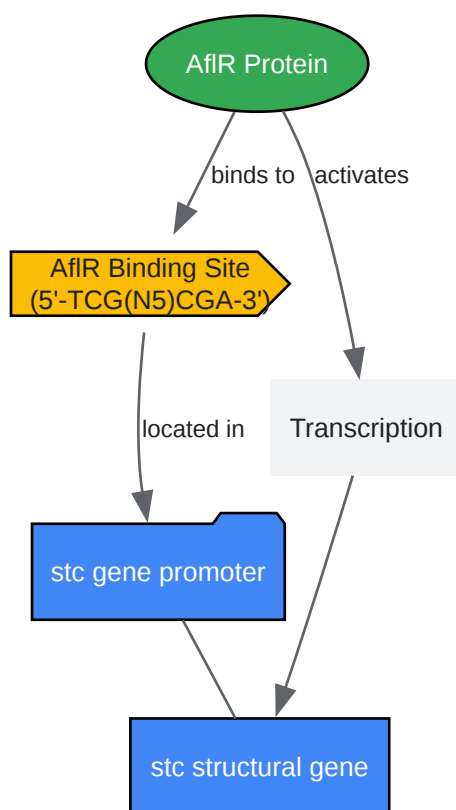 AflR Protein
binds to
activates
AflR Binding Site
(5'-TCG(N5)CGA-3')
located in
Transcription
stc gene promoter
stc structural gene